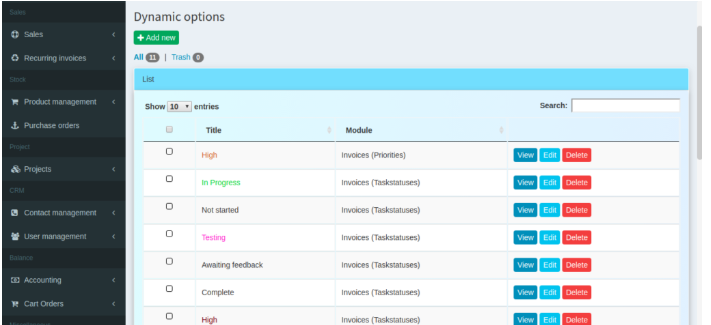 Sales
Sales
Recurring invoices
Stock
Product management
Purchase orders
Project
Projects
CRM
Contact management
User management
Balance
Accounting
Cart Orders
Dynamic options
+ Add new
All 11 | Trash 0
List
Show 10 entries
Search:
Title Module
High Invoices (Priorities) View Edit Delete
In Progress Invoices (Taskstatuses) View Edit Delete
Not started Invoices (Taskstatuses) View Edit Delete
Testing Invoices (Taskstatuses) View Edit Delete
Awaiting feedback Invoices (Taskstatuses) View Edit Delete
Complete Invoices (Taskstatuses) View Edit Delete
High Invoices (Taskstatuses) View Edit Delete